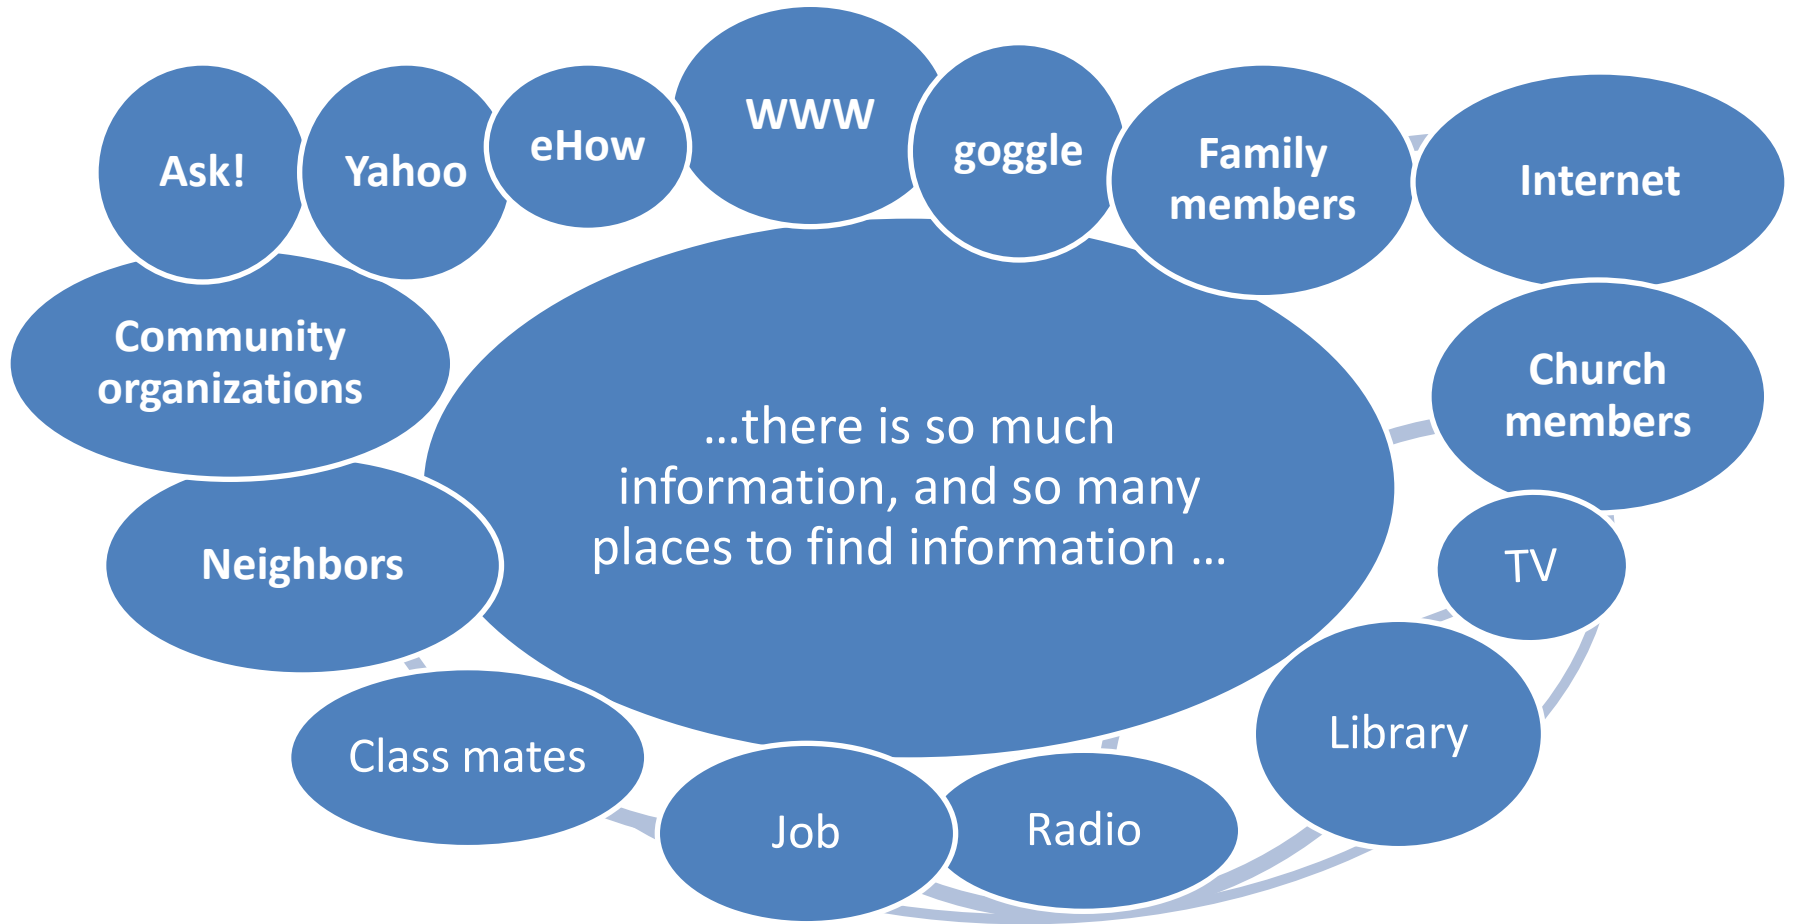 Ask!
Yahoo
eHow
WWW
goggle
Family
members
Internet
Community
organizations
Church
members
…there is so much
information, and so many
places to find information …
Neighbors
TV
Class mates
Library
Job
Radio